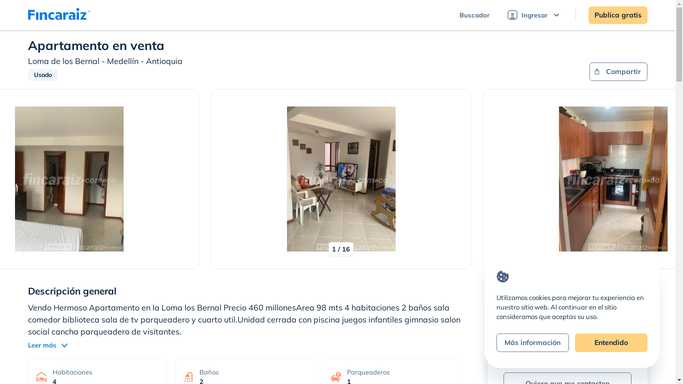 Fincaraiz
Buscador
Ingresar
Publica gratis
Apartamento en venta
Loma de los Bernal - Medellín - Antioquia
Usado
Compartir
1 / 16
Descripción general
Vendo Hermoso Apartamento en la Loma los Bernal Precio 460 millonesArea 98 mts 4 habitaciones 2 baños sala
comedor biblioteca sala de tv parqueadero y cuarto util.Unidad cerrada con piscina juegos infantiles gimnasio salon
social cancha parqueadero de visitantes.
Leer más
Habitaciones
4
Baños
2
Parqueaderos
1
Utilizamos cookies para mejorar tu experiencia en
nuestro sitio web. Al continuar en el sitio
consideramos que aceptas su uso.
Más información
Entendido
Quiero que me contacten